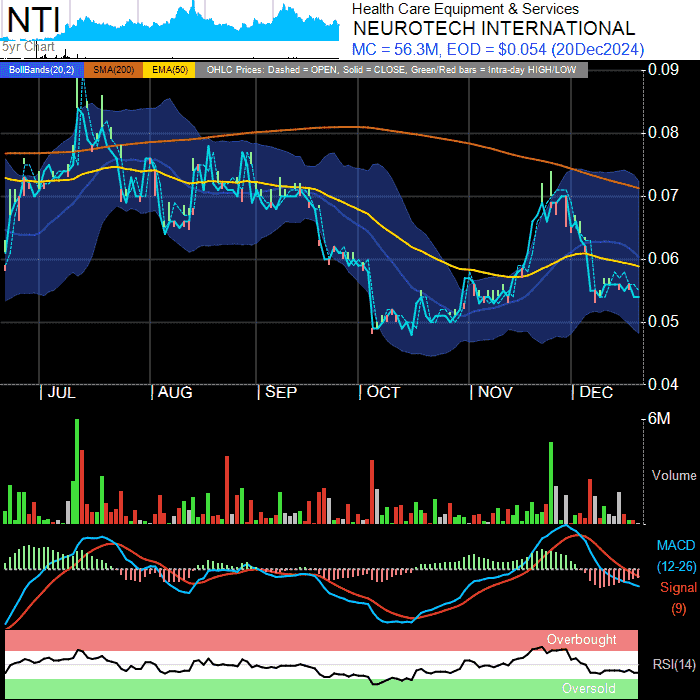 NTI
Health Care Equipment & Services
NEUROTECH INTERNATIONAL
MC = 56.3M, EOD = $0.054 (20Dec2024)
5yr Chart
BollBands(20,2) SMA(200) EMA(50) OHLC Prices: Dashed = OPEN, Solid = CLOSE, Green/Red bars = Intra-day HIGH/LOW
0.09
0.08
0.07
0.06
0.05
0.04
| JUL | AUG | SEP | OCT | NOV | DEC
6M
Volume
MACD
(12-26)
Signal
(9)
Overbought
RSI(14)
Oversold